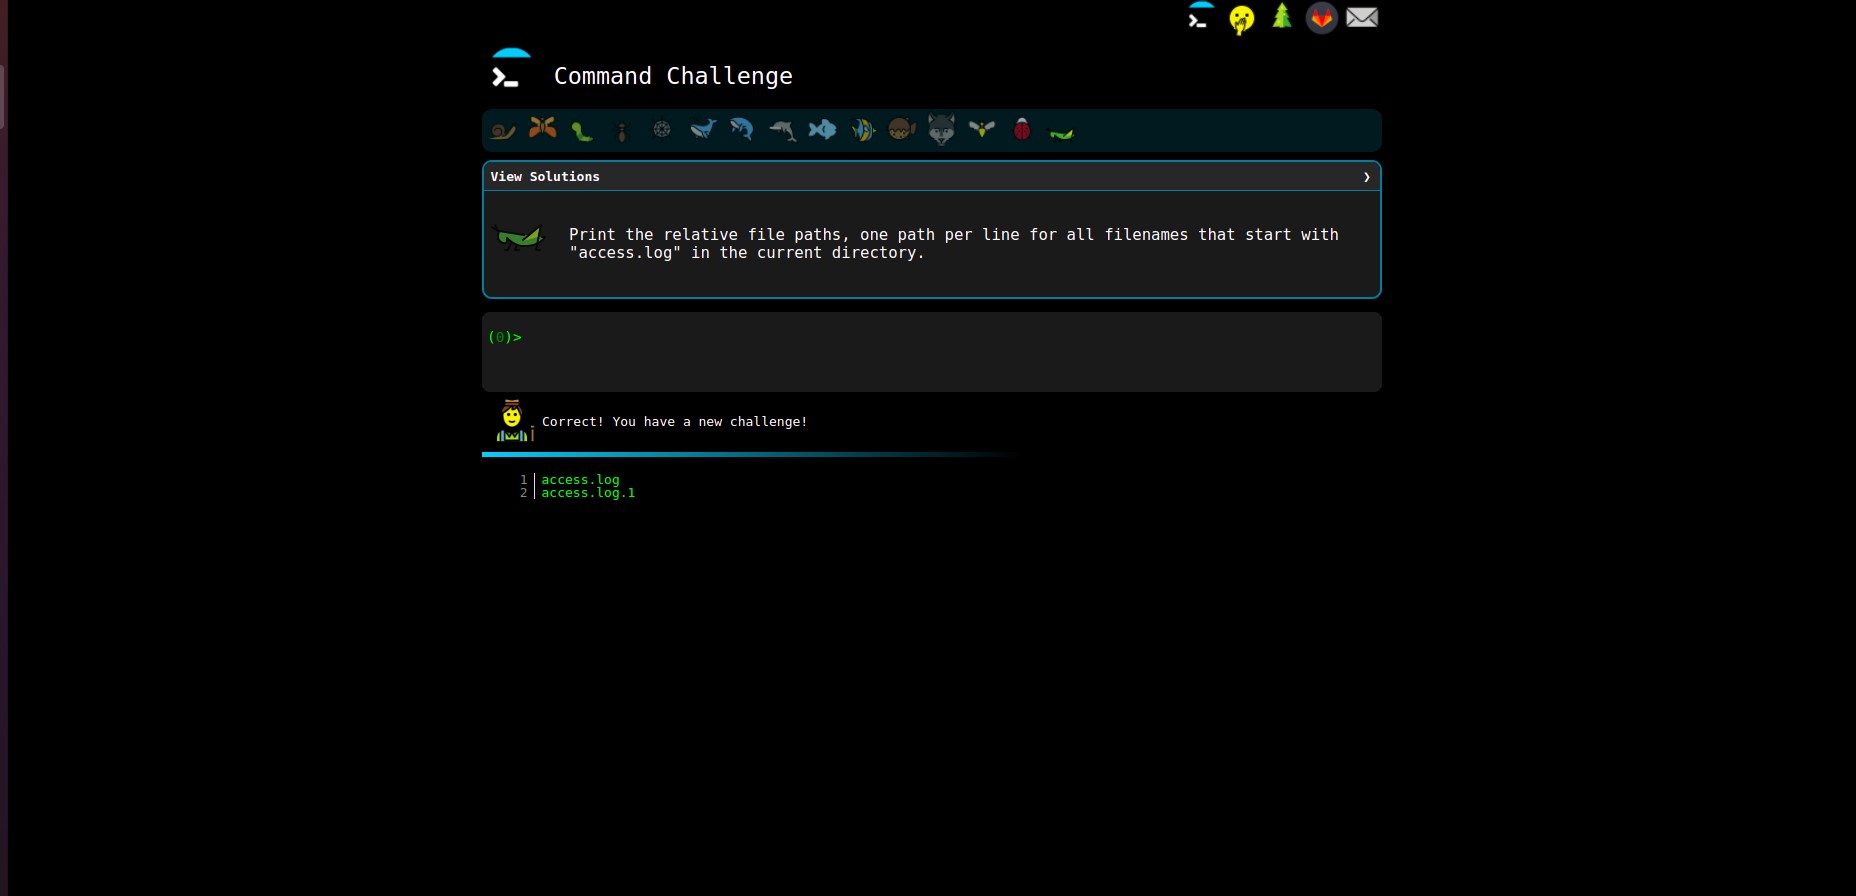 Command Challenge
View Solutions ❯
Print the relative file paths, one path per line for all filenames that start with
"access.log" in the current directory.
(0)>
Correct! You have a new challenge!
1 access.log
2 access.log.1